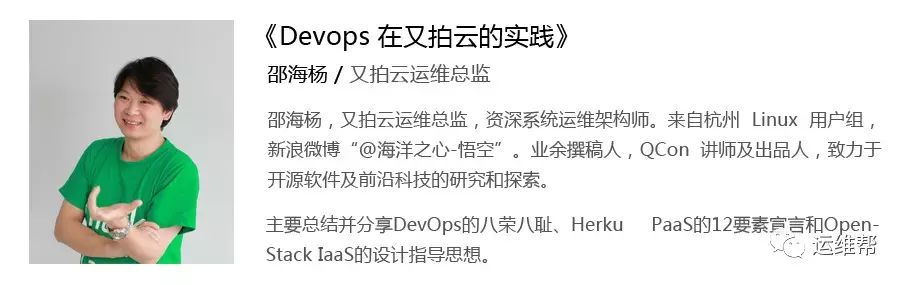 《Devops 在又拍云的实践》
邵海杨 / 又拍云运维总监
邵海杨，又拍云运维总监，资深系统运维架构师。来自杭州 Linux 用户组，
新浪微博“@海洋之心-悟空”。业余撰稿人，QCon 讲师及出品人，致力于
开源软件及前沿科技的研究和探索。
主要总结并分享DevOps的八荣八耻、Herku PaaS的12要素宣言和Open-
Stack IaaS的设计指导思想。
运维帮